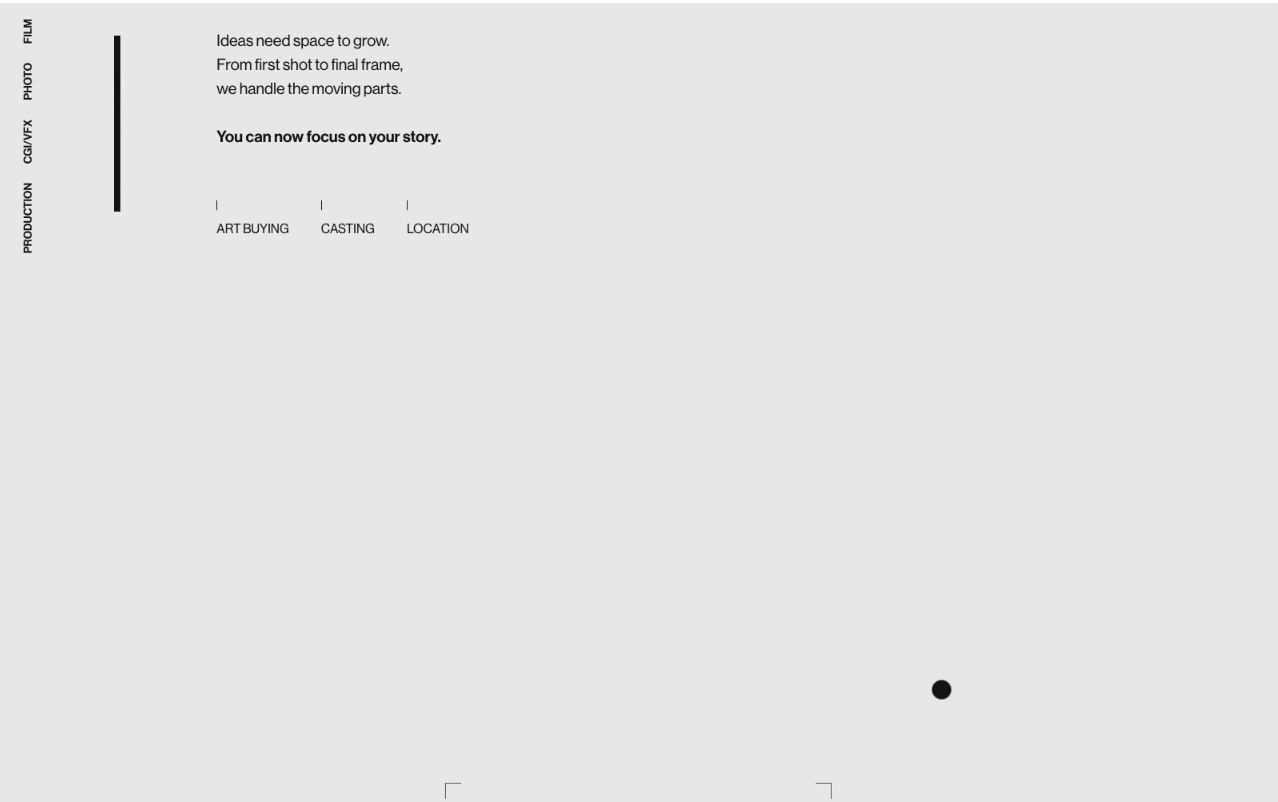 FILM
PHOTO
CGI/VFX
PRODUCTION
Ideas need space to grow.
From first shot to final frame,
we handle the moving parts.
You can now focus on your story.
ART BUYING
CASTING
LOCATION